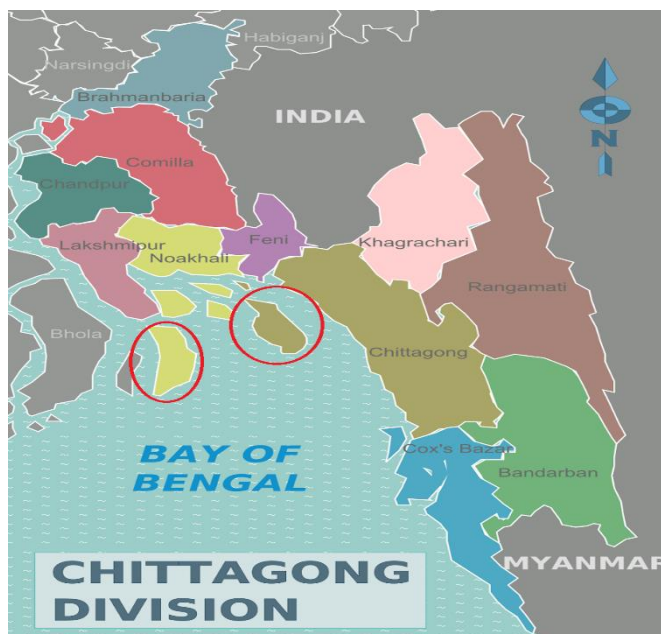 Habiganj
Narsingdi
Brahmanbaria
INDIA
N
Comilla
Chandpur
Feni
Lakshmipur
Noakhali
Khagrachari
Rangamati
Bhola
Chittagong
Cox's Bazar
Bandarban
BAY OF
BENGAL
MYANMAR
CHITTAGONG
DIVISION